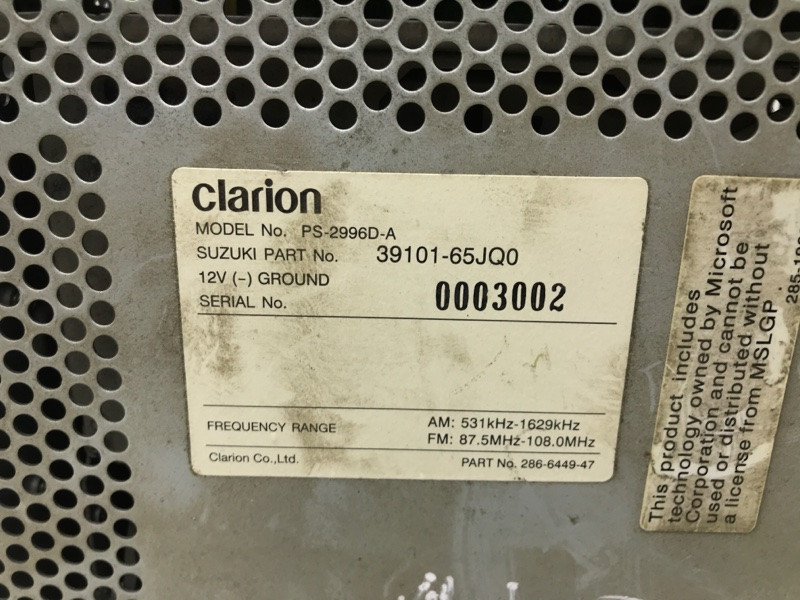 clarion
MODEL No. PS-2996D-A
SUZUKI PART No. 39101-65JQ0
12V (–) GROUND
SERIAL No. 0003002
FREQUENCY RANGE AM: 531kHz-1629kHz
FM: 87.5MHz-108.0MHz
Clarion Co.,Ltd. PART No. 286-6449-47
This product includes
technology owned by Microsoft
Corporation and cannot be
used or distributed without
a license from MSLGP